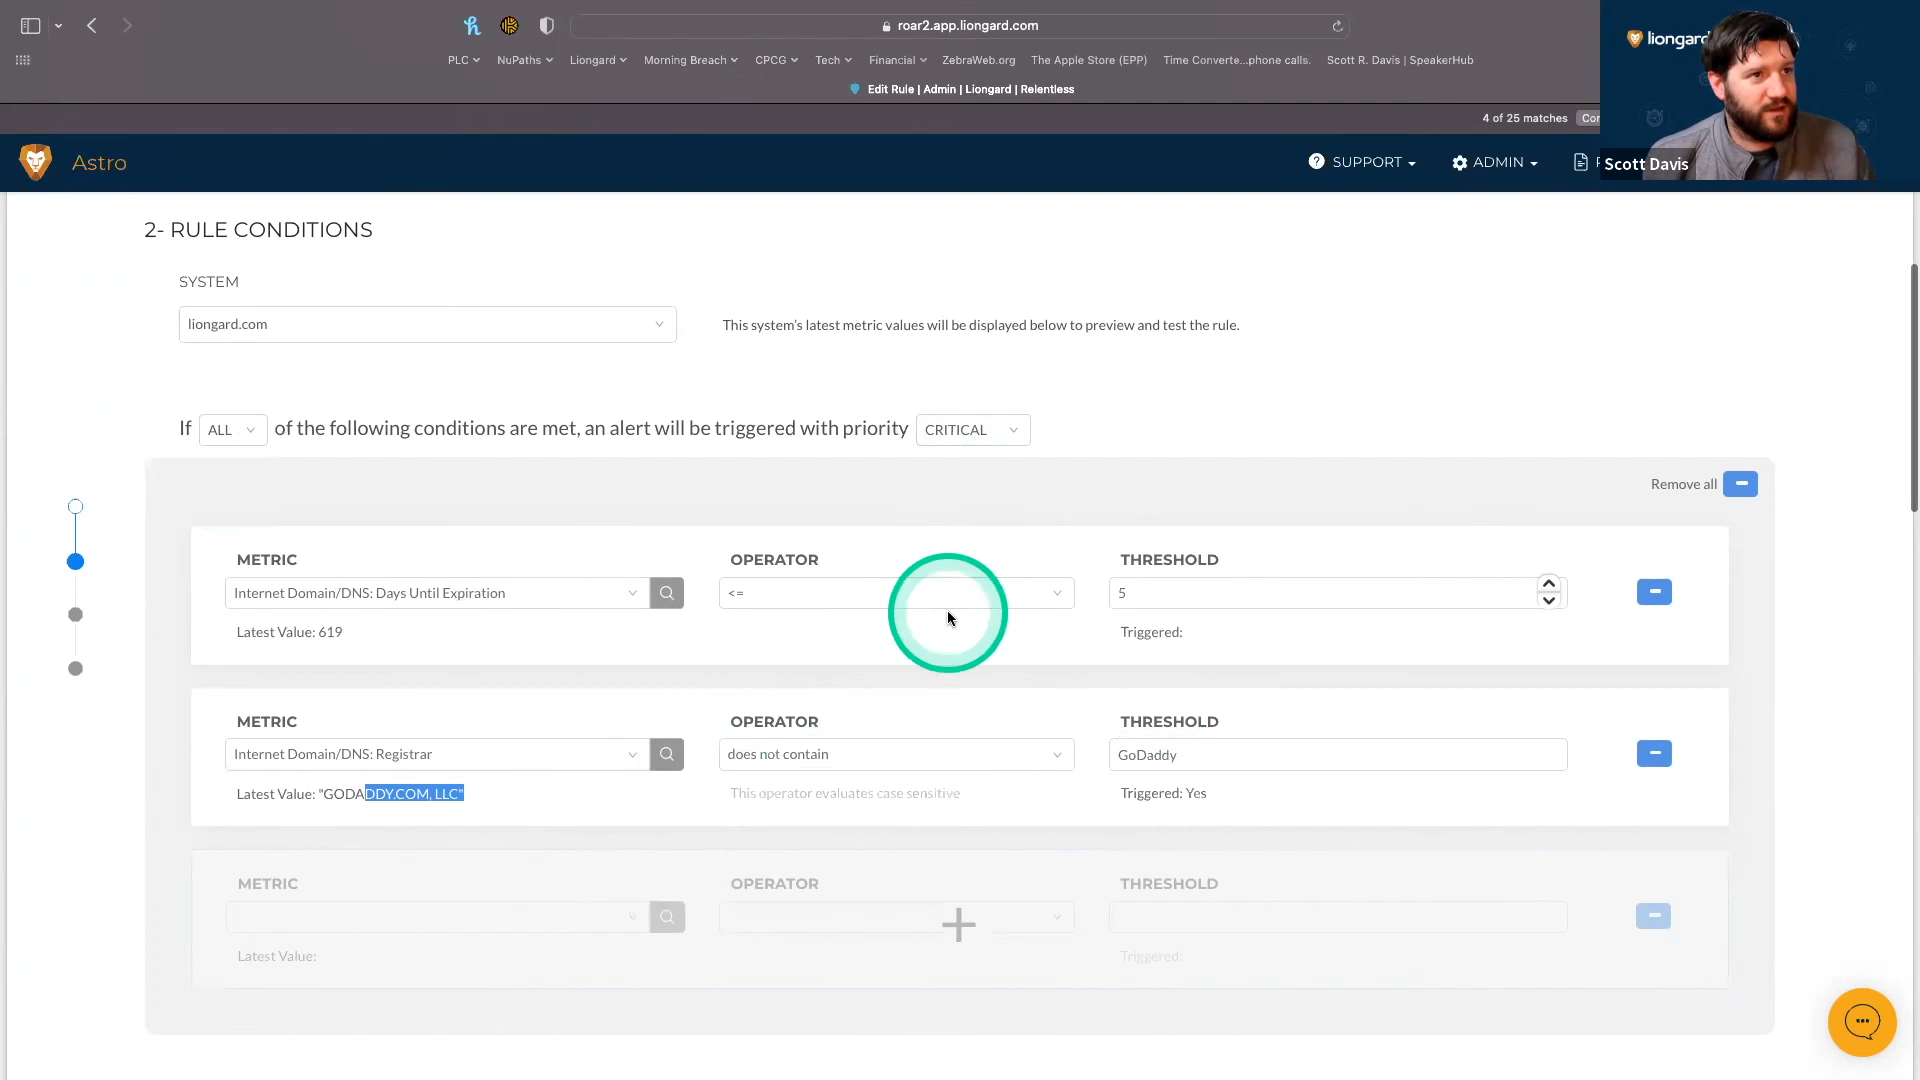 roar2.app.liongard.com
PLC NuPaths Liongard Morning Breach CPCG Tech Financial ZebraWeb.org The Apple Store (EPP) Time Converte...phone calls. Scott R. Davis | SpeakerHub
Edit Rule | Admin | Liongard | Relentless
4 of 25 matches
liongard
Astro
SUPPORT ADMIN
Scott Davis
2- RULE CONDITIONS
SYSTEM
liongard.com
This system's latest metric values will be displayed below to preview and test the rule.
If ALL of the following conditions are met, an alert will be triggered with priority CRITICAL
Remove all
METRIC OPERATOR THRESHOLD
Internet Domain/DNS: Days Until Expiration <= 5
Latest Value: 619 Triggered:
METRIC OPERATOR THRESHOLD
Internet Domain/DNS: Registrar does not contain GoDaddy
Latest Value: "GODADDY.COM, LLC" This operator evaluates case sensitive Triggered: Yes
METRIC OPERATOR THRESHOLD
Latest Value: Triggered: